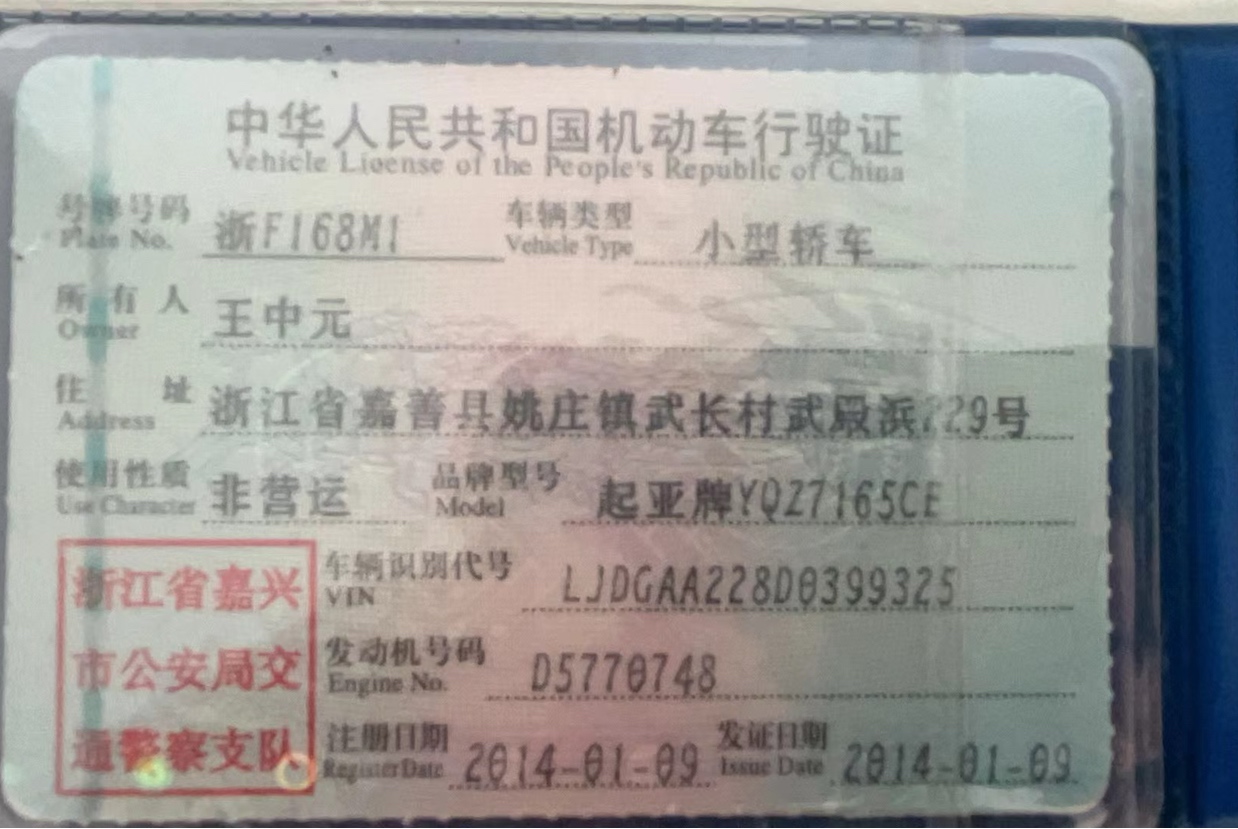 中华人民共和国机动车行驶证
Vehicle License of the People's Republic of China
号牌号码 浙F168M1 车辆类型 小型轿车
Plate No. Vehicle Type
所有人 王中元
Owner
住址 浙江省嘉善县姚庄镇武长村武殿浜 29号
Address
使用性质 非营运 品牌型号 起亚牌YQZ7165CE
Use Character Model
浙江省嘉兴
市公安局交
通警察支队
车辆识别代号 LJDGAA228D0399325
VIN
发动机号码 D5770748
Engine No.
注册日期 2014-01-09 发证日期 2014-01-09
Register Date Issue Date